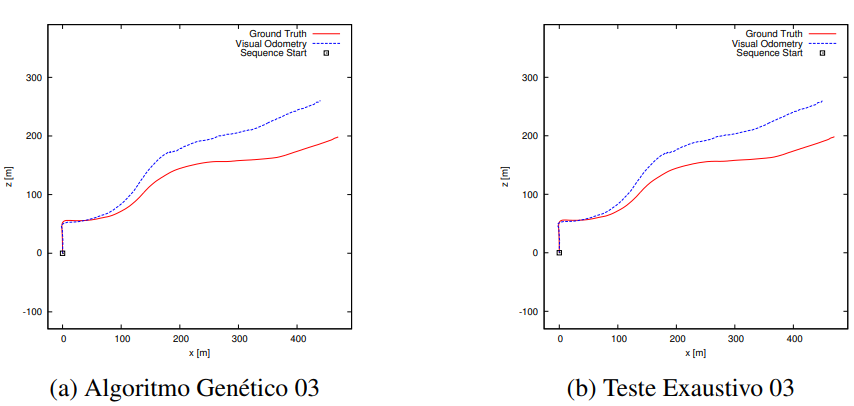 Ground Truth
Visual Odometry
Sequence Start
300
200
100
0
-100
z [m]
0 100 200 300 400
x [m]
(a) Algoritmo Genético 03
Ground Truth
Visual Odometry
Sequence Start
300
200
100
0
-100
z [m]
0 100 200 300 400
x [m]
(b) Teste Exaustivo 03